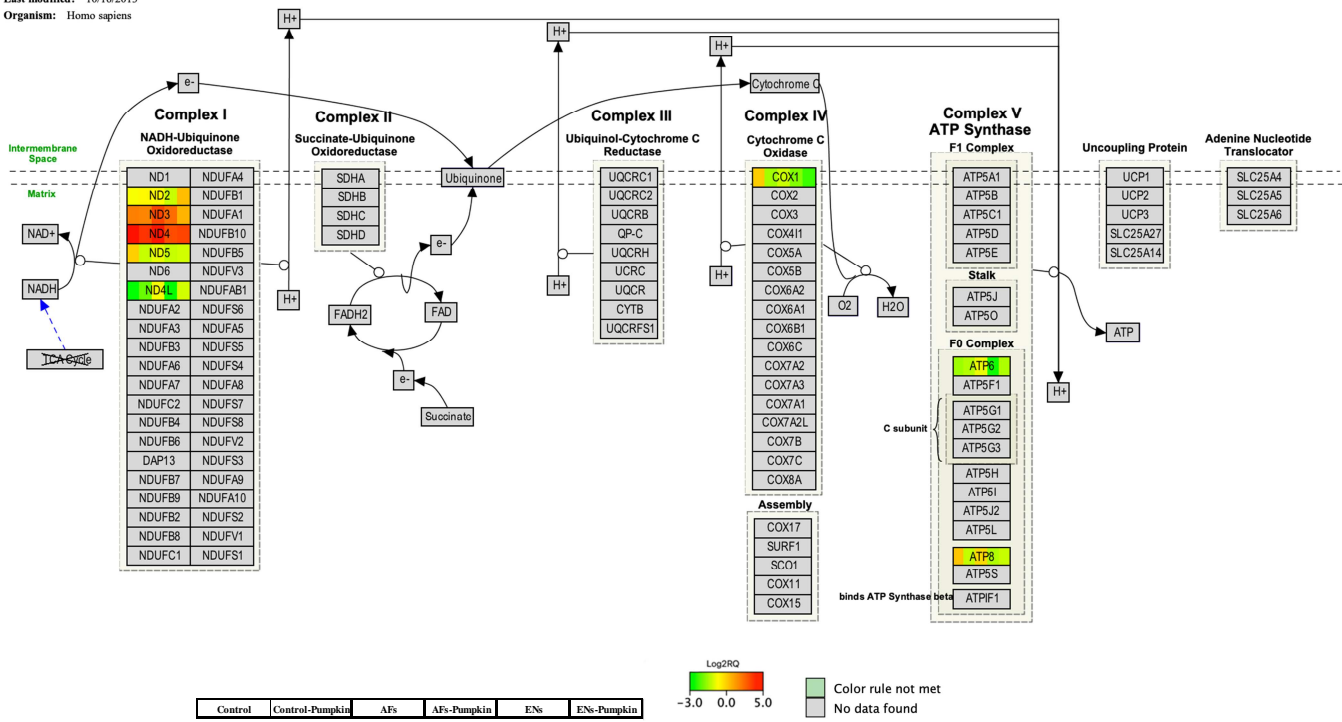 Last modified: 10/16/2013
Organism: Homo sapiens
H+
H+
H+
e-
Cytochrome C
Complex I
NADH-Ubiquinone
Oxidoreductase
Complex II
Succinate-Ubiquinone
Oxidoreductase
Complex III
Ubiquinol-Cytochrome C
Reductase
Complex IV
Cytochrome C
Oxidase
Complex V
ATP Synthase
F1 Complex
Uncoupling Protein
Adenine Nucleotide
Translocator
Intermembrane
Space
Matrix
Ubiquinone
NAD+
NADH
TCA Cycle
ND1 NDUFA4
ND2 NDUFB1
ND3 NDUFA1
ND4 NDUFB10
ND5 NDUFB5
ND6 NDUFV3
ND4L NDUFAB1
NDUFA2 NDUFS6
NDUFA3 NDUFA5
NDUFB3 NDUFS5
NDUFA6 NDUFS4
NDUFA7 NDUFA8
NDUFC2 NDUFS7
NDUFB4 NDUFS8
NDUFB6 NDUFV2
DAP13 NDUFS3
NDUFB7 NDUFA9
NDUFB9 NDUFA10
NDUFB2 NDUFS2
NDUFB8 NDUFV1
NDUFC1 NDUFS1
H+
SDHA
SDHB
SDHC
SDHD
e-
FADH2
FAD
e-
Succinate
H+
UQCRC1
UQCRC2
UQCRB
QP-C
UQCRH
UCRC
UQCR
CYTB
UQCRFS1
H+
COX1
COX2
COX3
COX4I1
COX5A
COX5B
COX6A2
COX6A1
COX6B1
COX6C
COX7A2
COX7A3
COX7A1
COX7A2L
COX7B
COX7C
COX8A
Assembly
COX17
SURF1
SCO1
COX11
COX15
O2
H2O
ATP5A1
ATP5B
ATP5C1
ATP5D
ATP5E
Stalk
ATP5J
ATP5O
F0 Complex
ATP6
ATP5F1
C subunit
ATP5G1
ATP5G2
ATP5G3
ATP5H
ATP5I
ATP5J2
ATP5L
ATP8
ATP5S
binds ATP Synthase beta
ATPIF1
ATP
H+
UCP1
UCP2
UCP3
SLC25A27
SLC25A14
SLC25A4
SLC25A5
SLC25A6
Control Control-Pumpkin AFs AFs-Pumpkin ENs ENs-Pumpkin
Log2RQ
-3.0 0.0 5.0
Color rule not met
No data found